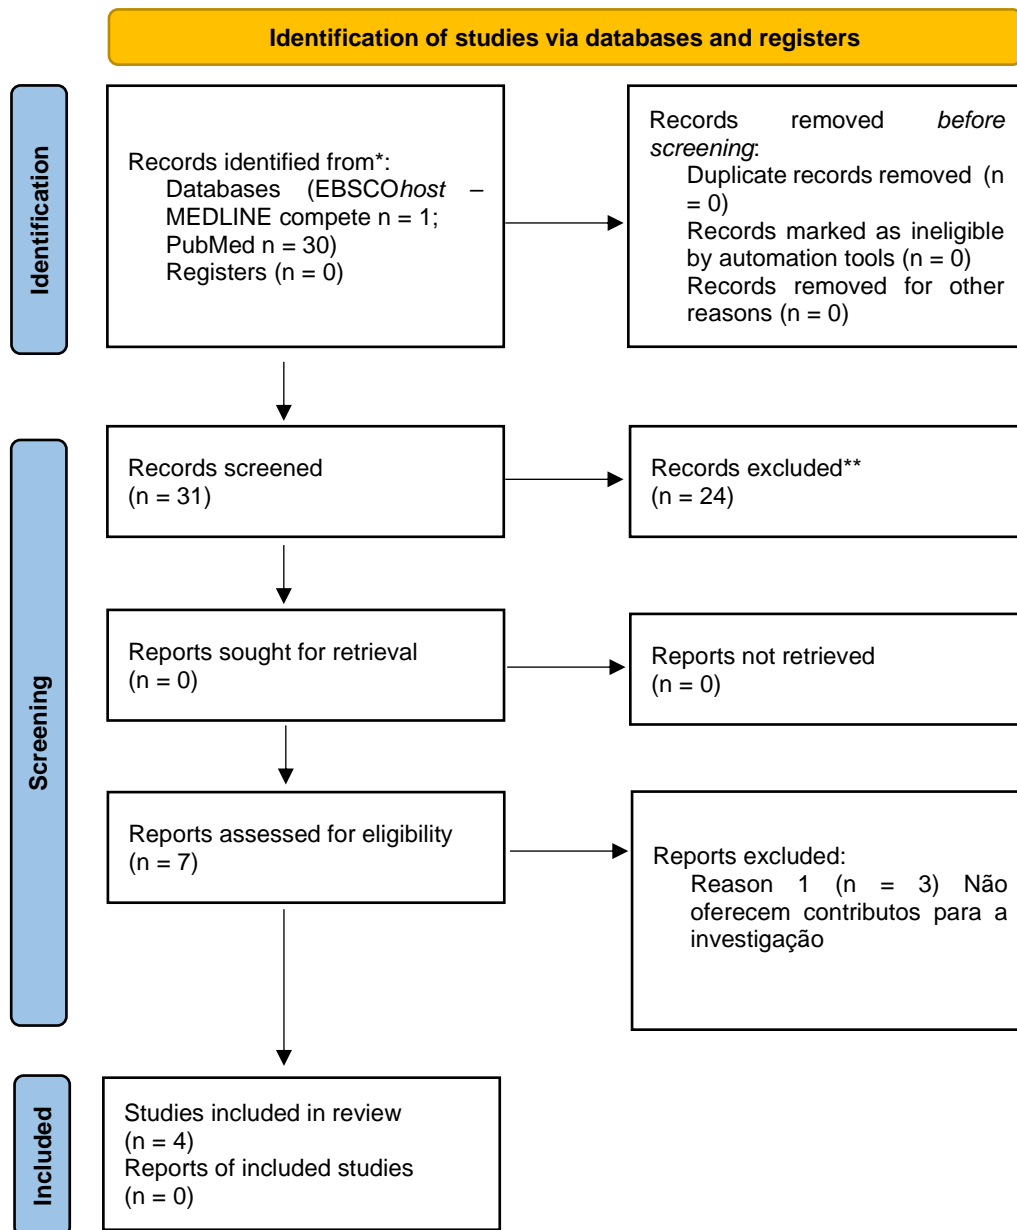 Identification of studies via databases and registers
Identification
Records identified from*:
Databases (EBSCOhost –
MEDLINE compete n = 1;
PubMed n = 30)
Registers (n = 0)
Records removed before
screening:
Duplicate records removed (n
= 0)
Records marked as ineligible
by automation tools (n = 0)
Records removed for other
reasons (n = 0)
Screening
Records screened
(n = 31)
Records excluded**
(n = 24)
Reports sought for retrieval
(n = 0)
Reports not retrieved
(n = 0)
Reports assessed for eligibility
(n = 7)
Reports excluded:
Reason 1 (n = 3) Não
oferecem contributos para a
investigação
Included
Studies included in review
(n = 4)
Reports of included studies
(n = 0)